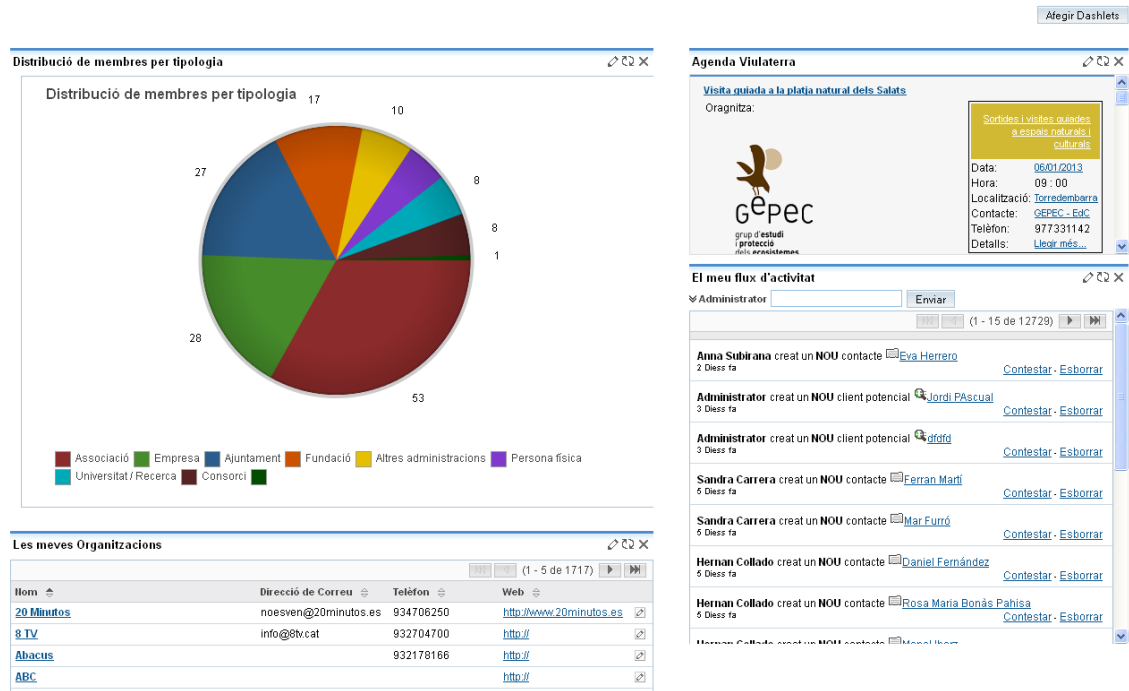 Afegir Dashlets
Distribució de membres per tipologia
Distribució de membres per tipologia
17
10
27
8
8
1
28
53
Associació Empresa Ajuntament Fundació Altres administracions Persona física
Universitat / Recerca Consorci
Les meves Organitzacions
(1 - 5 de 1717)
Nom Direcció de Correu Telèfon Web
20 Minutos noesven@20minutos.es 934706250 http://www.20minutos.es
8 TV info@8tv.cat 932704700 http://
Abacus 932178166 http://
ABC http://
Agenda Viulaterra
Visita guiada a la platja natural dels Salats
Oragnitza:
GEPEC
grup d'estudi
i protecció
dels ecosistemes
Sortides i visites guiades
a espais naturals i
culturals
Data: 06/01/2013
Hora: 09 : 00
Localització: Torredembarra
Contacte: GEPEC - EdC
Telèfon: 977331142
Detalls: Llegir més...
El meu flux d'activitat
Administrator Enviar
(1 - 15 de 12729)
Anna Subirana creat un NOU contacte Eva Herrero
2 Diess fa
Contestar - Esborrar
Administrator creat un NOU client potencial Jordi PAscual
3 Diess fa
Contestar - Esborrar
Administrator creat un NOU client potencial dfdfd
3 Diess fa
Contestar - Esborrar
Sandra Carrera creat un NOU contacte Ferran Martí
5 Diess fa
Contestar - Esborrar
Sandra Carrera creat un NOU contacte Mar Furró
5 Diess fa
Contestar - Esborrar
Hernan Collado creat un NOU contacte Daniel Fernández
5 Diess fa
Contestar - Esborrar
Hernan Collado creat un NOU contacte Rosa Maria Bonàs Pahisa
5 Diess fa
Contestar - Esborrar
Hernan Collado creat un NOU contacte